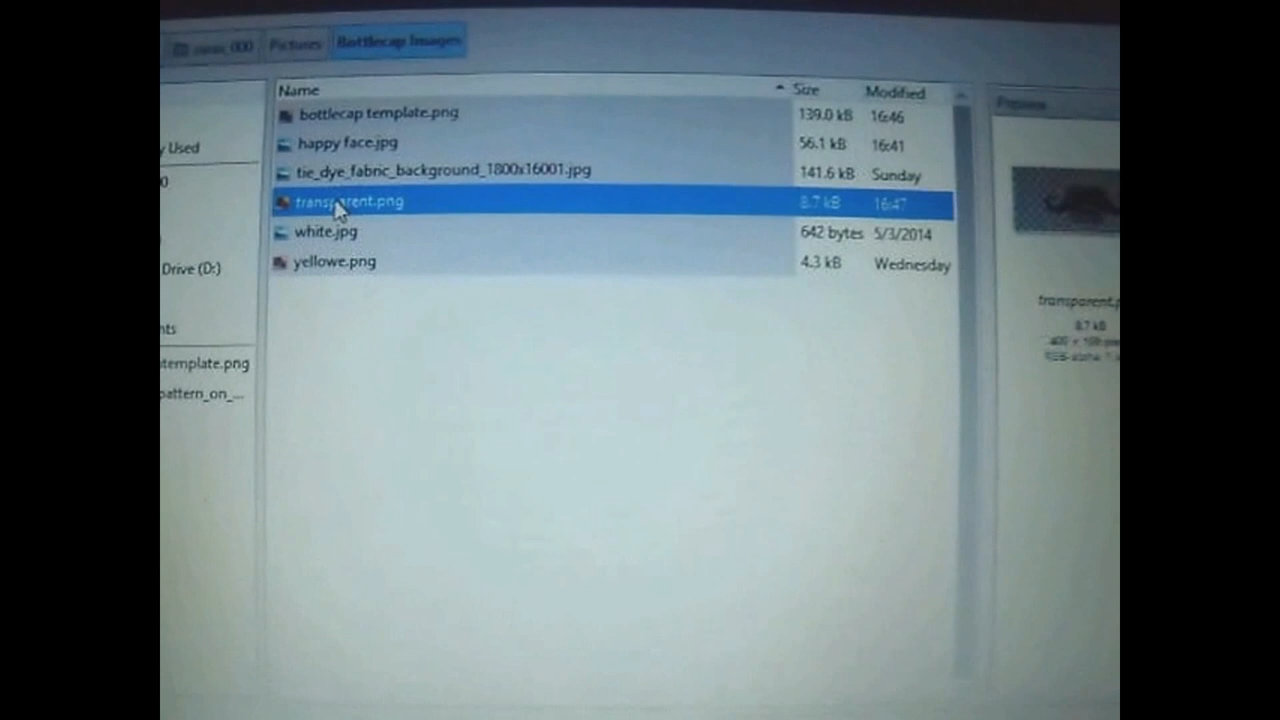 Pictures Bottlecap Images
Name Size Modified
bottlecap template.png 139.0 kB 16:46
happy face.jpg 56.1 kB 16:41
tie_dye_fabric_background_1800x16001.jpg 141.6 kB Sunday
transparent.png 8.7 kB 16:47
white.jpg 642 bytes 5/3/2014
yellowe.png 4.3 kB Wednesday
y Used
0
Drive (D:)
nts
template.png
pattern_on_...
Preview
transparent.p
8.7 kB